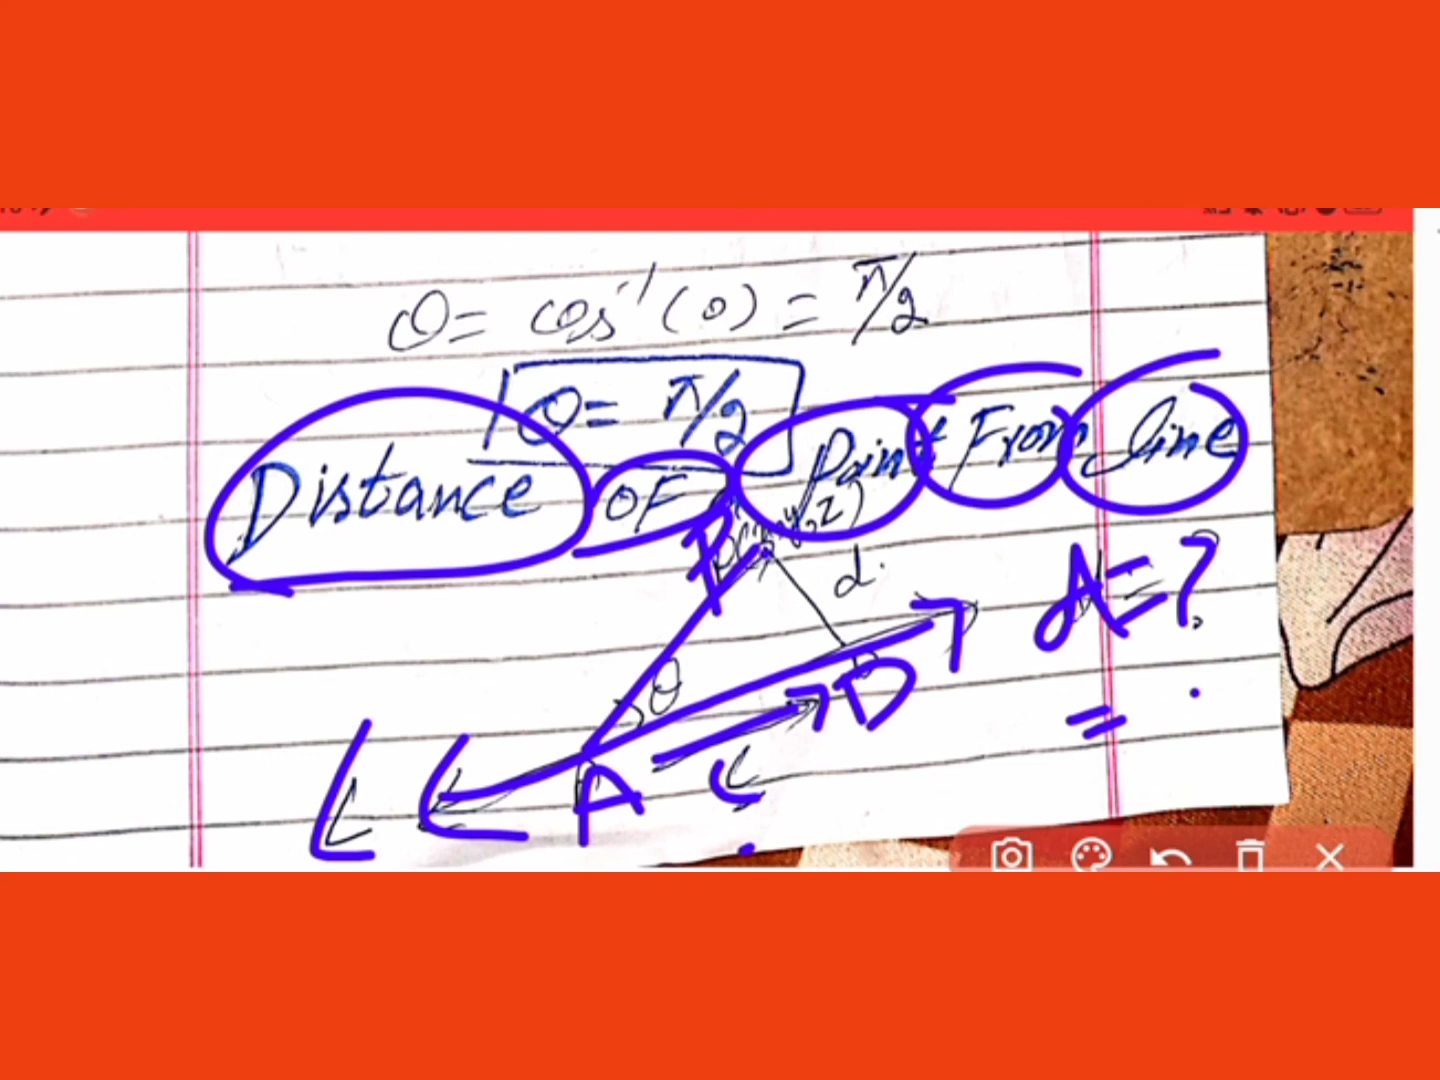 θ = cos⁻¹(0) = π/2
θ = π/2
Distance OF Point From line
P(x,y,z)
d
A=?
θ
B
A
L